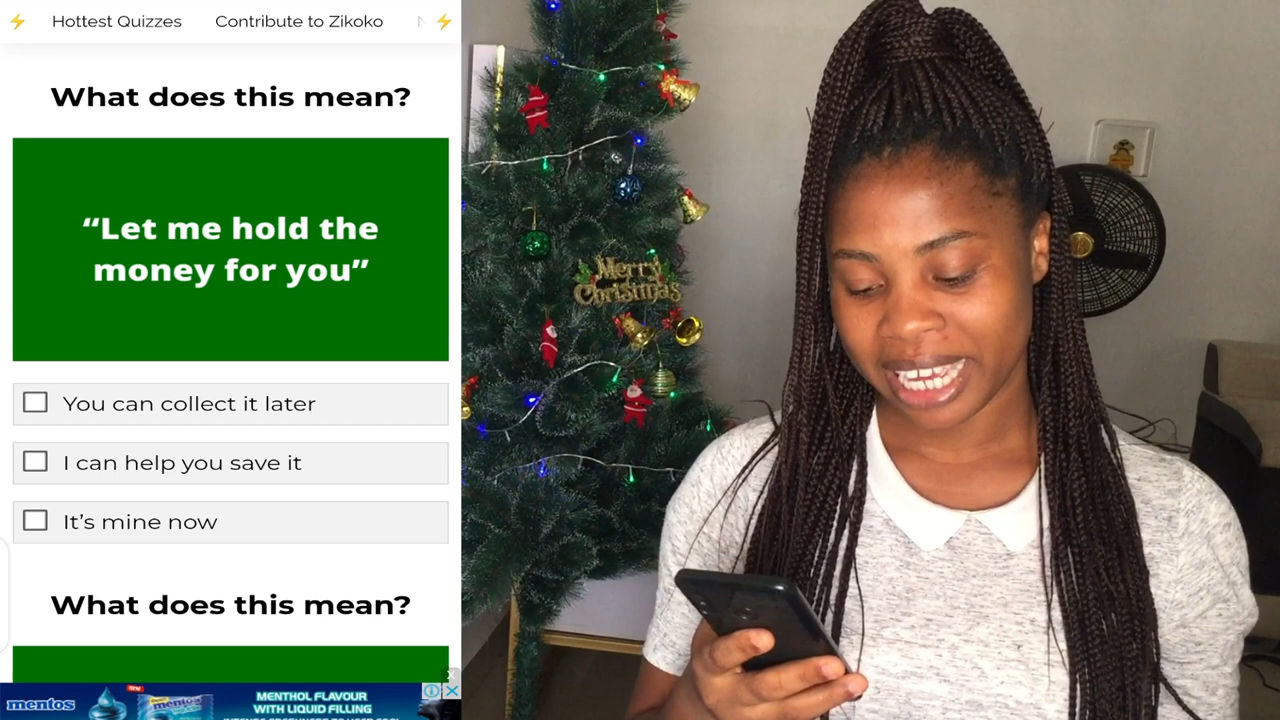 Hottest Quizzes
Contribute to Zikoko
What does this mean?
“Let me hold the
money for you”
You can collect it later
I can help you save it
It’s mine now
What does this mean?
mentos
NEW
mentos
MENTHOL FLAVOUR
WITH LIQUID FILLING
Merry
Christmas